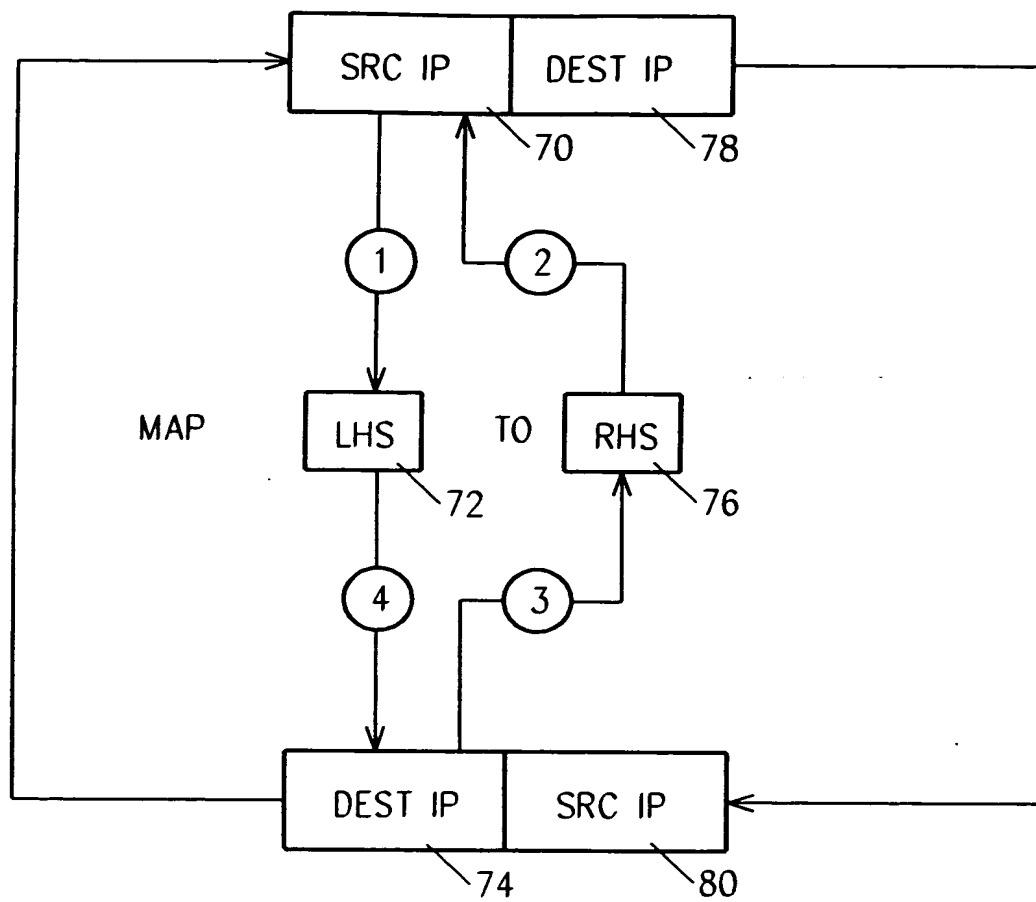 SRC IP DEST IP
70 78
1 2
MAP LHS TO RHS
72 76
4 3
DEST IP SRC IP
74 80